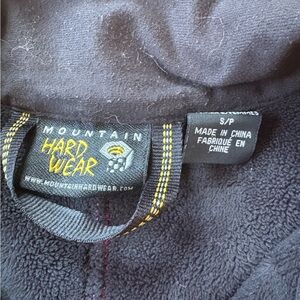 MOUNTAIN
HARD
WEAR
WWW.MOUNTAINHARDWEAR.COM
S/P
MADE IN CHINA
FABRIQUÉ EN
CHINE